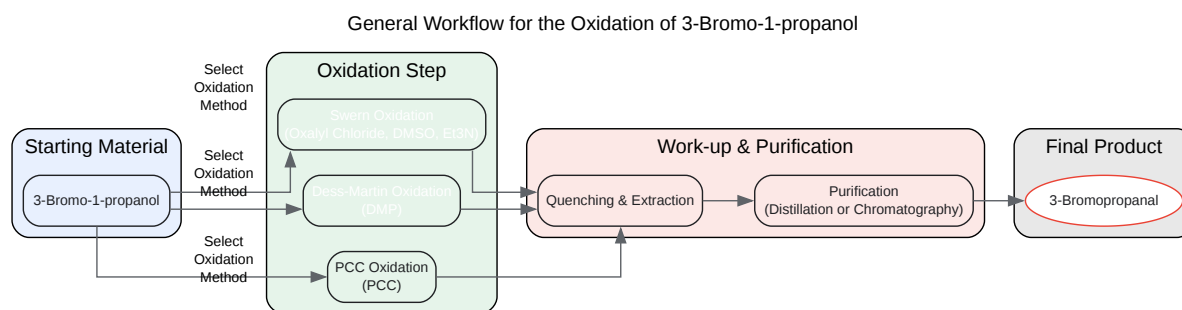 General Workflow for the Oxidation of 3-Bromo-1-propanol
Starting Material
3-Bromo-1-propanol
Select
Oxidation
Method
Select
Oxidation
Method
Select
Oxidation
Method
Oxidation Step
Swern Oxidation
(Oxalyl Chloride, DMSO, Et3N)
Dess-Martin Oxidation
(DMP)
PCC Oxidation
(PCC)
Work-up & Purification
Quenching & Extraction
Purification
(Distillation or Chromatography)
Final Product
3-Bromopropanal